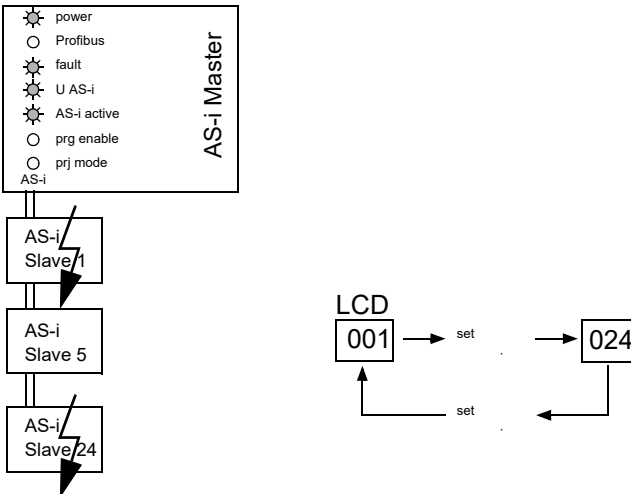 power
Profibus
fault
U AS-i
AS-i active
prg enable
prj mode
AS-i
AS-i Master
AS-i
Slave 1
AS-i
Slave 5
AS-i
Slave 24
LCD
001
set
.
024
set
.